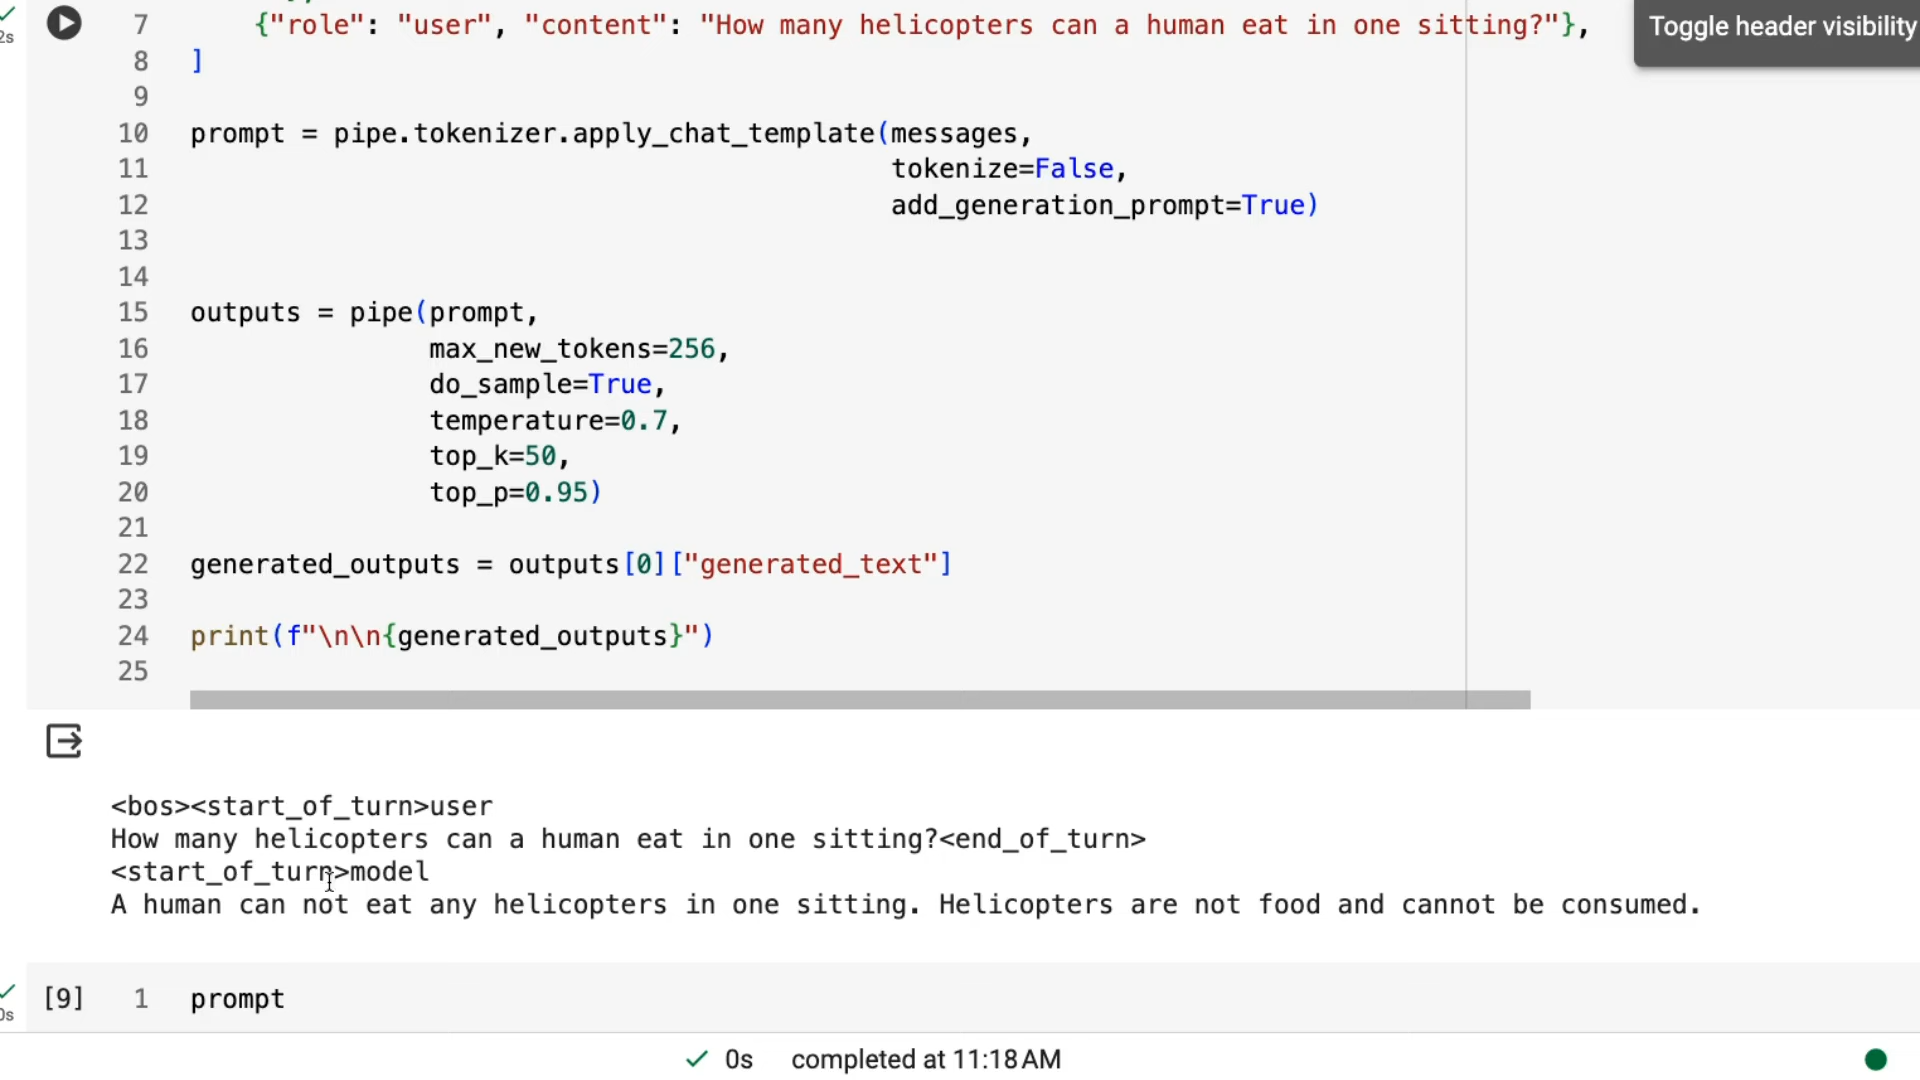 7 {"role": "user", "content": "How many helicopters can a human eat in one sitting?"},
Toggle header visibility
2s
8 ]
9
10 prompt = pipe.tokenizer.apply_chat_template(messages,
11 tokenize=False,
12 add_generation_prompt=True)
13
14
15 outputs = pipe(prompt,
16 max_new_tokens=256,
17 do_sample=True,
18 temperature=0.7,
19 top_k=50,
20 top_p=0.95)
21
22 generated_outputs = outputs[0]["generated_text"]
23
24 print(f"\n\n{generated_outputs}")
25
<bos><start_of_turn>user
How many helicopters can a human eat in one sitting?<end_of_turn>
<start_of_turn>model
A human can not eat any helicopters in one sitting. Helicopters are not food and cannot be consumed.
[9] 1 prompt
0s
0s completed at 11:18 AM